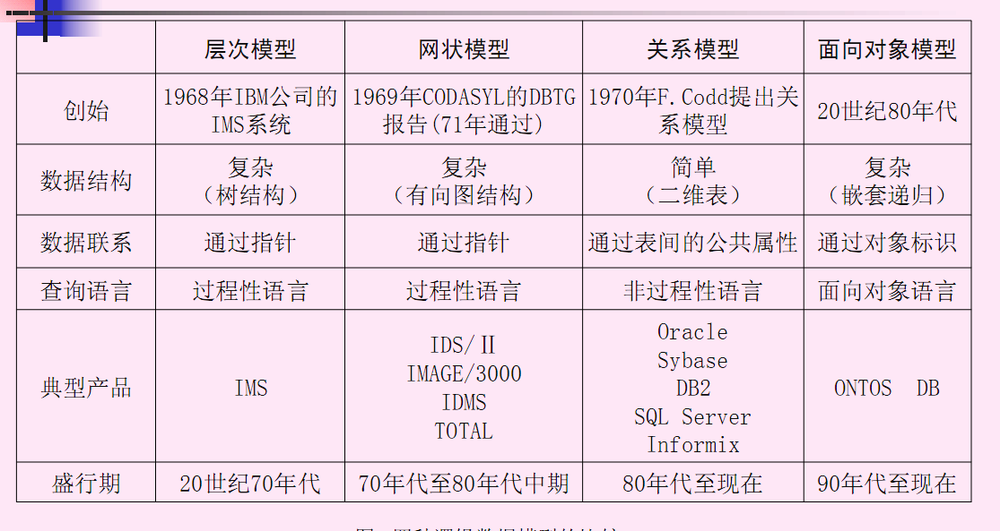 层次模型 网状模型 关系模型 面向对象模型
创始 1968年IBM公司的IMS系统 1969年CODASYL的DBTG报告(71年通过) 1970年F.Codd提出关系模型 20世纪80年代
数据结构 复杂（树结构） 复杂（有向图结构） 简单（二维表） 复杂（嵌套递归）
数据联系 通过指针 通过指针 通过表间的公共属性 通过对象标识
查询语言 过程性语言 过程性语言 非过程性语言 面向对象语言
典型产品 IMS IDS/Ⅱ IMAGE/3000 IDMS TOTAL Oracle Sybase DB2 SQL Server Informix ONTOS DB
盛行期 20世纪70年代 70年代至80年代中期 80年代至现在 90年代至现在